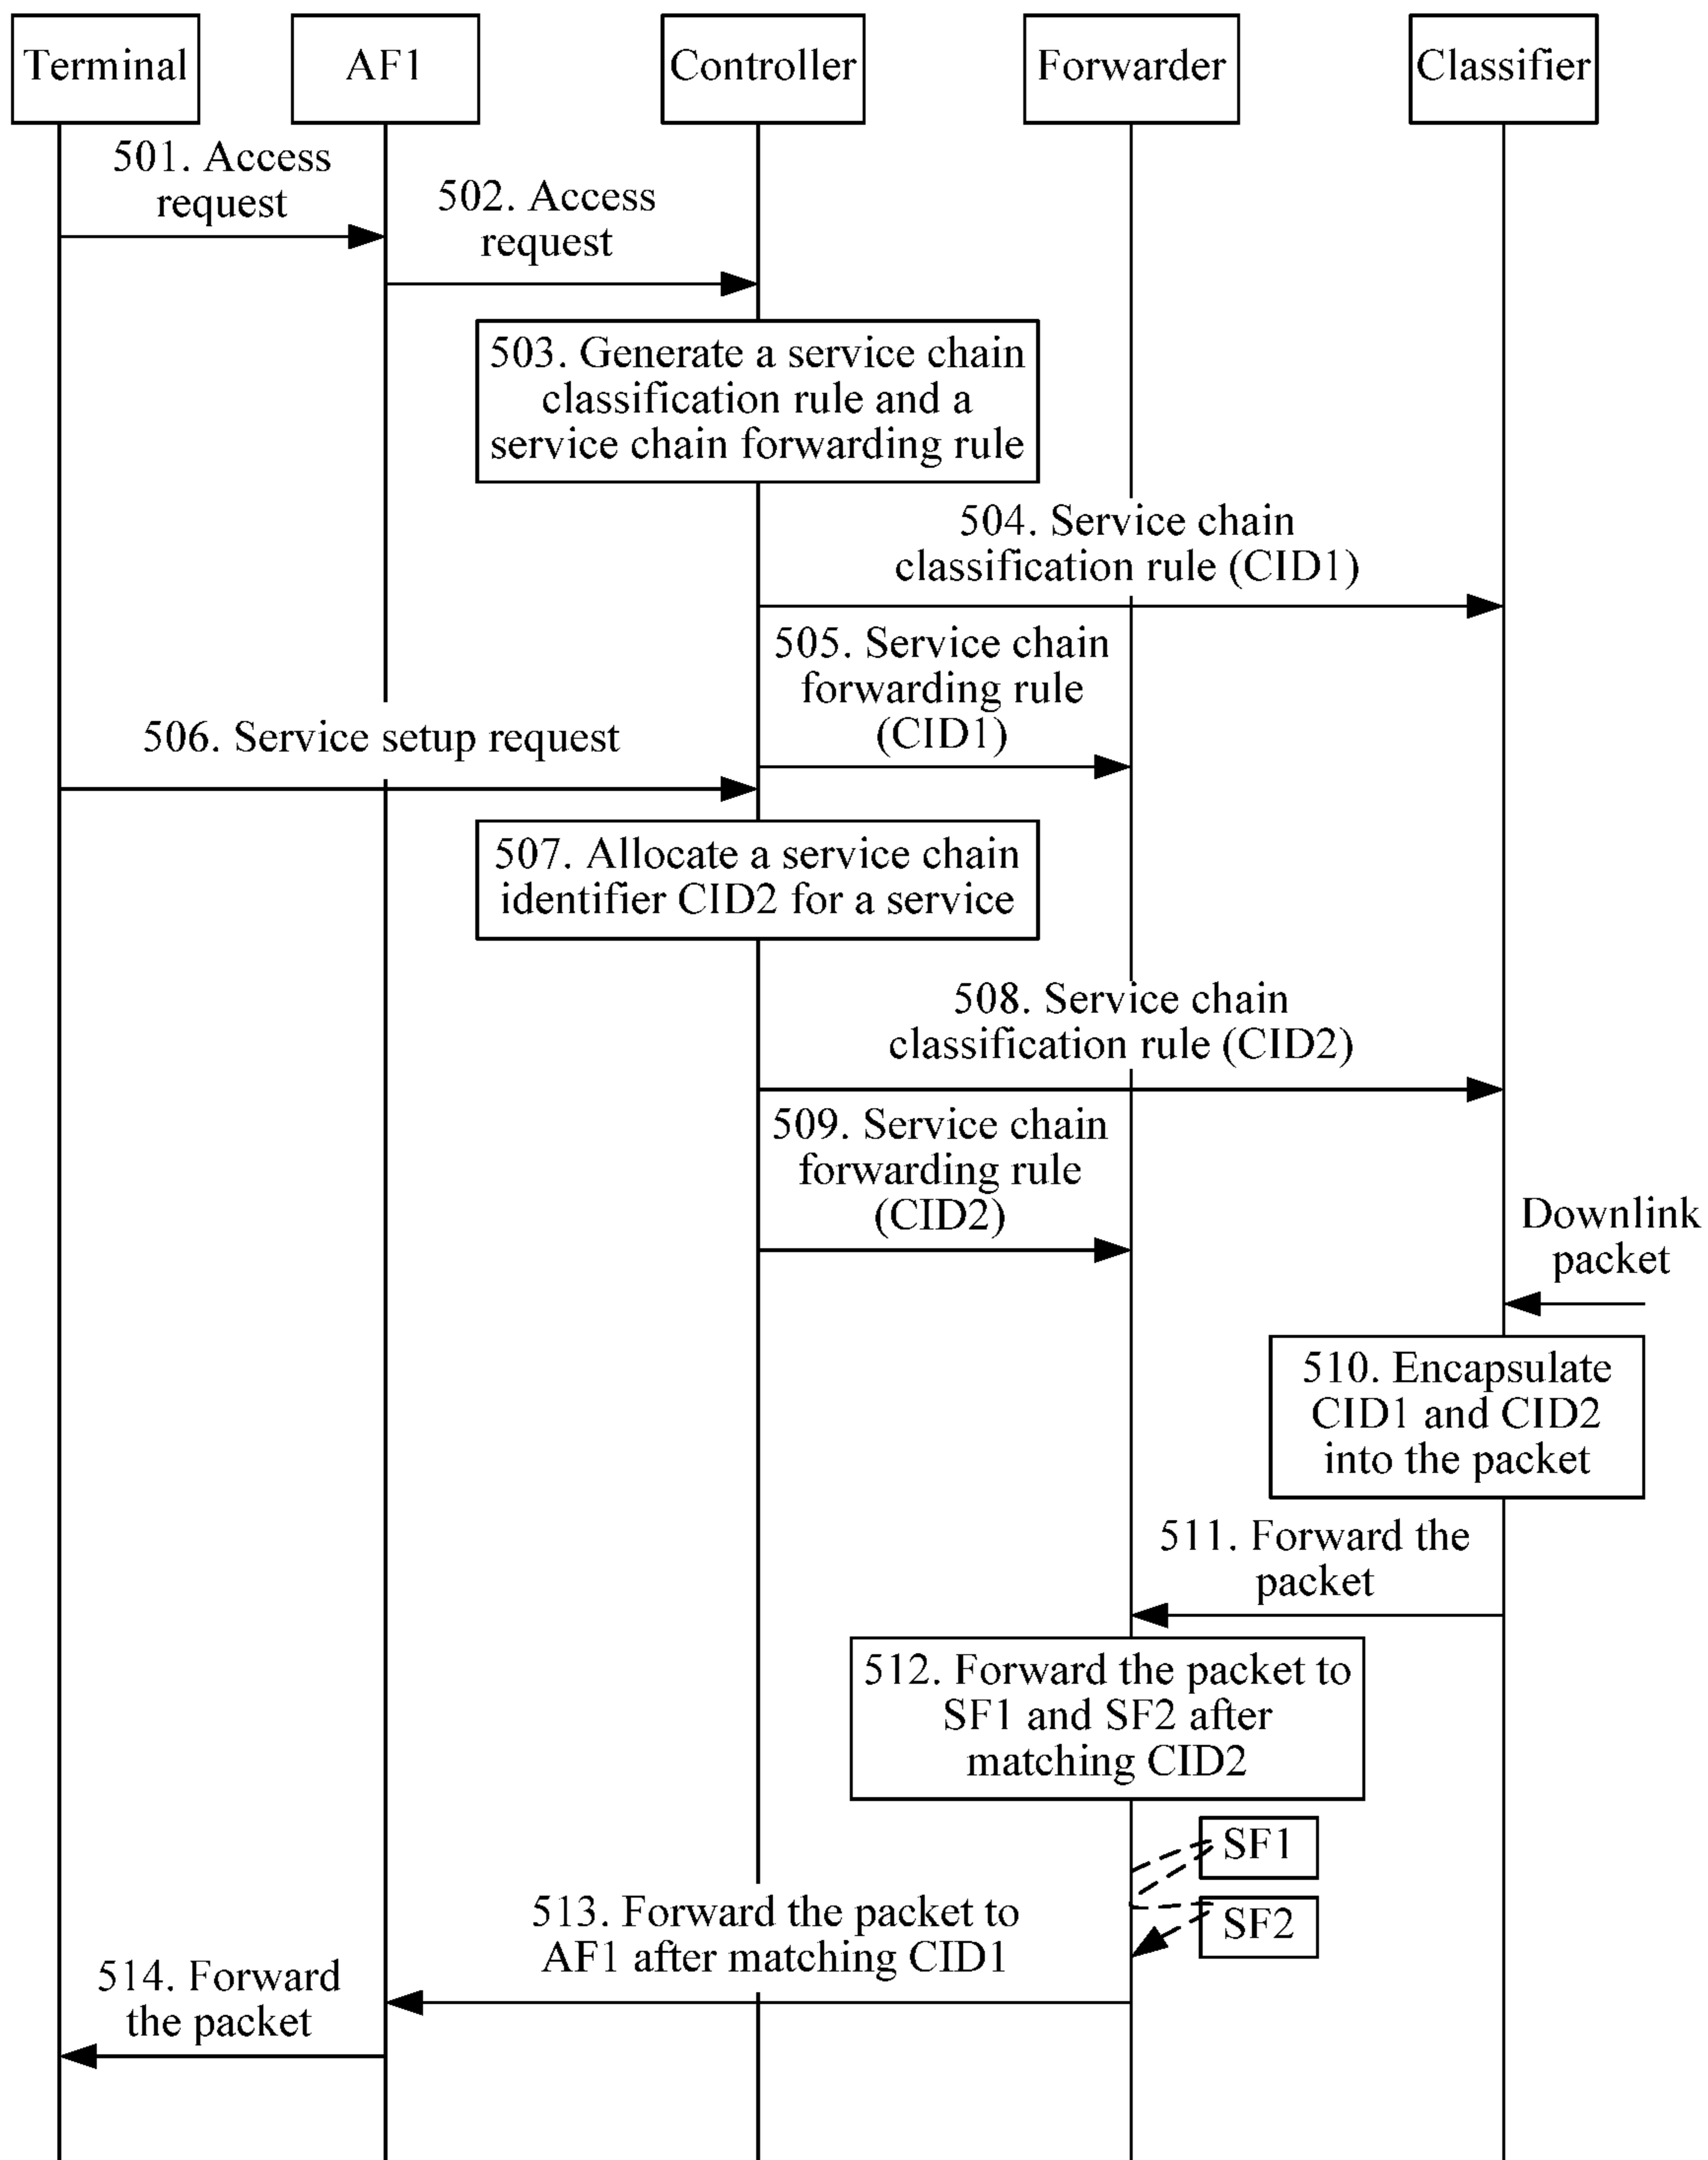 Terminal
AF1
Controller
Forwarder
Classifier
501. Access
request
502. Access
request
503. Generate a service chain
classification rule and a
service chain forwarding rule
504. Service chain
classification rule (CID1)
505. Service chain
forwarding rule
(CID1)
506. Service setup request
507. Allocate a service chain
identifier CID2 for a service
508. Service chain
classification rule (CID2)
509. Service chain
forwarding rule
(CID2)
Downlink
packet
510. Encapsulate
CID1 and CID2
into the packet
511. Forward the
packet
512. Forward the packet to
SF1 and SF2 after
matching CID2
SF1
SF2
513. Forward the packet to
AF1 after matching CID1
514. Forward
the packet